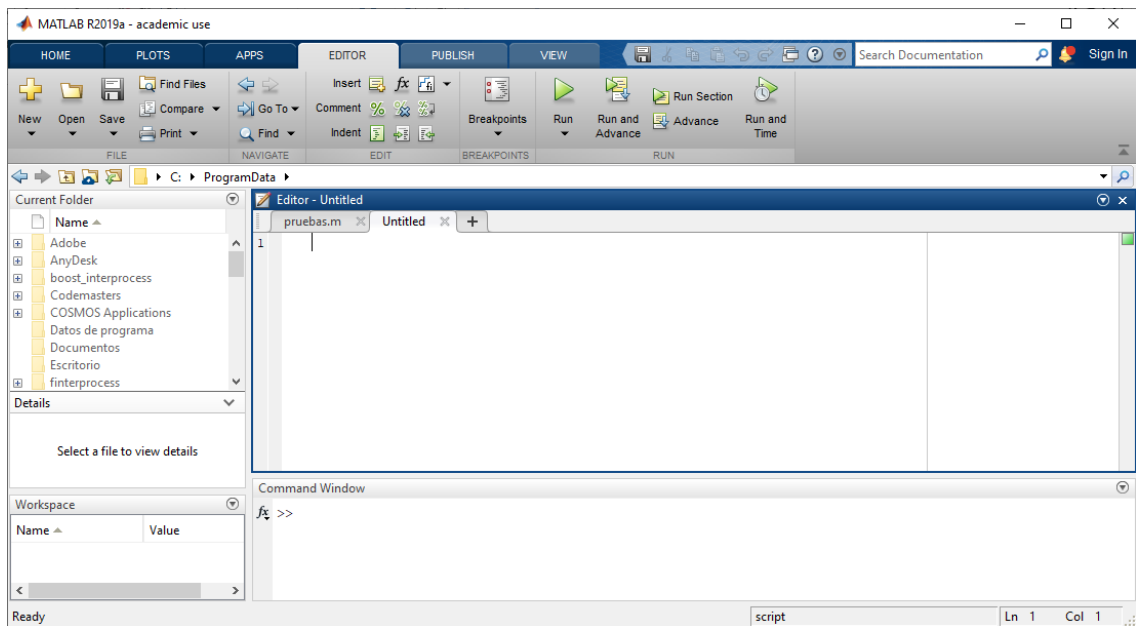 MATLAB R2019a - academic use
HOME PLOTS APPS EDITOR PUBLISH VIEW Search Documentation Sign In
New Open Save Find Files Compare Print
FILE
Go To Find
NAVIGATE
Insert fx fi
Comment % %
Indent
EDIT
Breakpoints
BREAKPOINTS
Run Run and Advance Run Section Advance Run and Time
RUN
C: ProgramData
Current Folder
Name
Adobe
AnyDesk
boost_interprocess
Codemasters
COSMOS Applications
Datos de programa
Documentos
Escritorio
finterprocess
Details
Select a file to view details
Workspace
Name Value
Editor - Untitled
pruebas.m Untitled +
1
Command Window
fx >>
Ready script Ln 1 Col 1